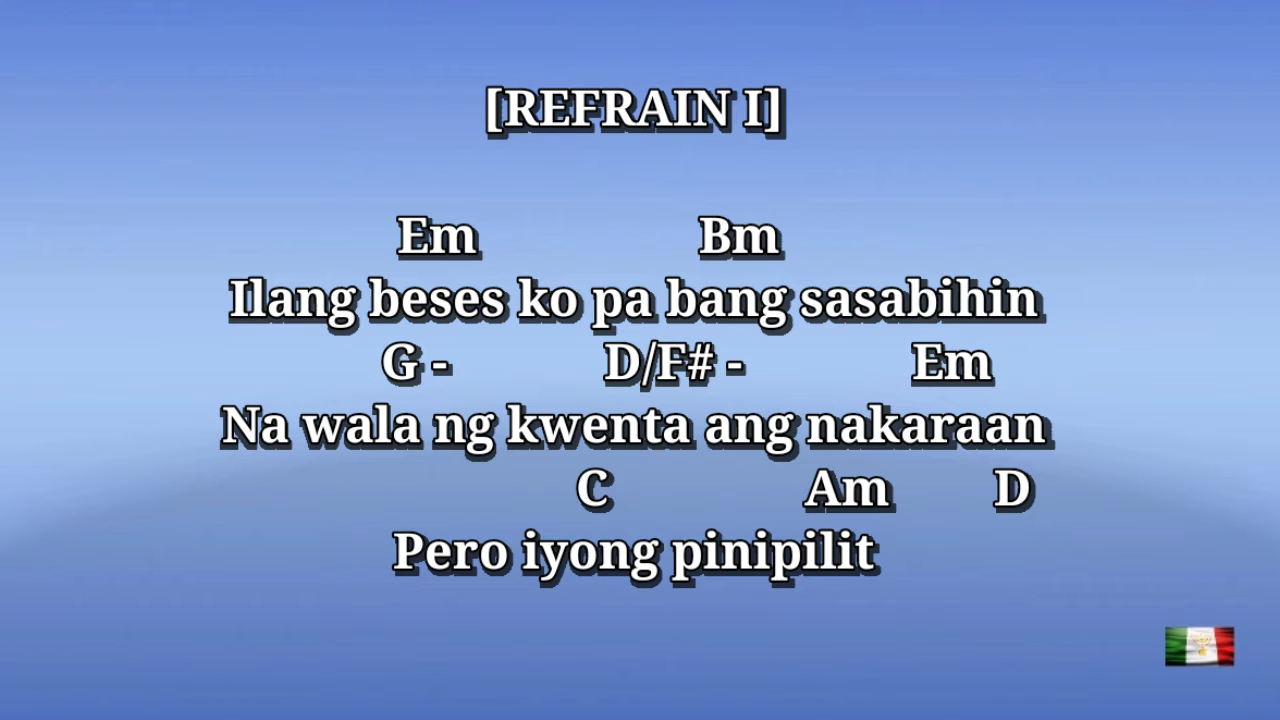 [REFRAIN I]
Em Bm
Ilang beses ko pa bang sasabihin
G - D/F# - Em
Na wala ng kwenta ang nakaraan
C Am D
Pero iyong pinipilit